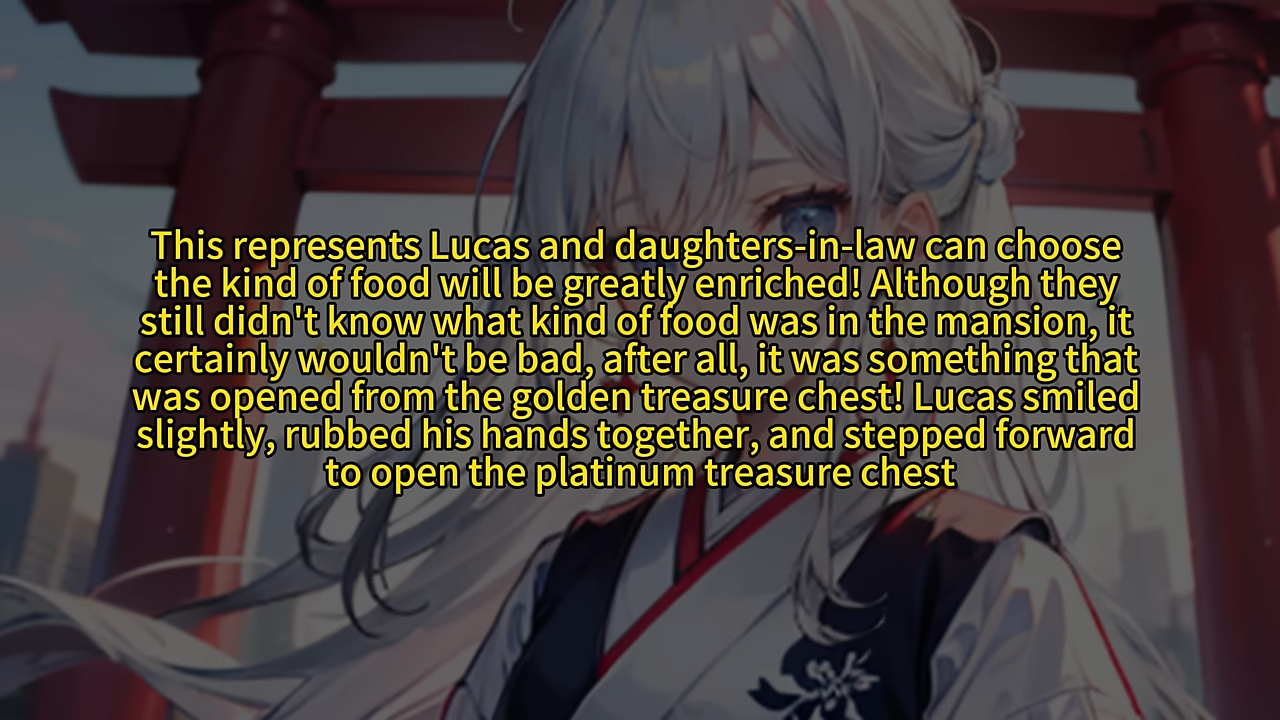 This represents Lucas and daughters-in-law can choose
the kind of food will be greatly enriched! Although they
still didn't know what kind of food was in the mansion, it
certainly wouldn't be bad, after all, it was something that
was opened from the golden treasure chest! Lucas smiled
slightly, rubbed his hands together, and stepped forward
to open the platinum treasure chest